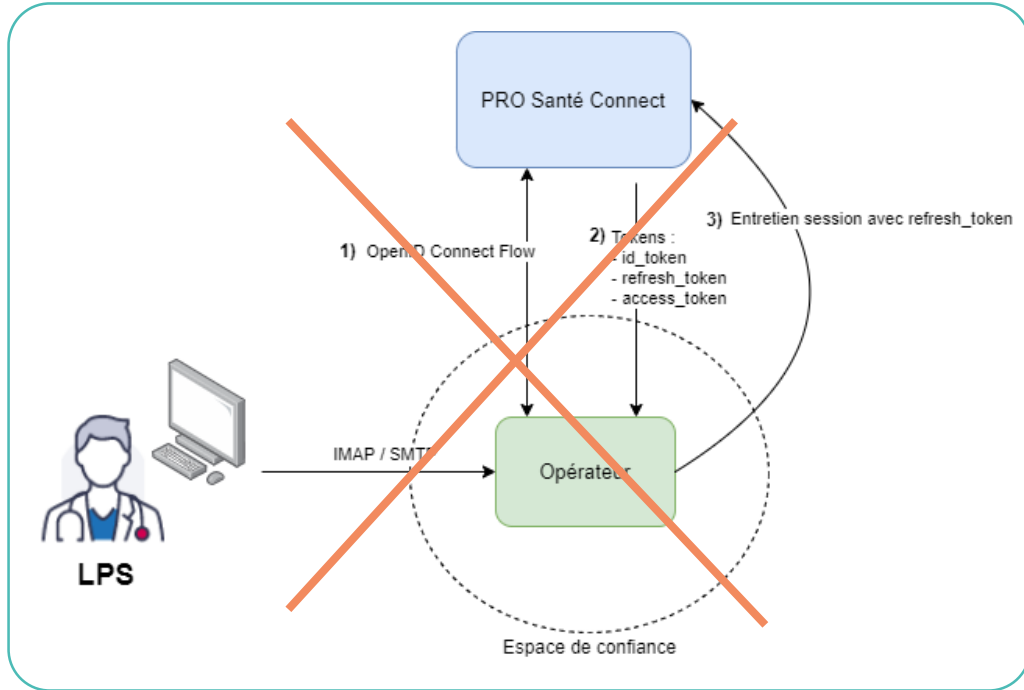 PRO Santé Connect
1) OpenID Connect Flow
2) Tokens :
- id_token
- refresh_token
- access_token
3) Entretien session avec refresh_token
IMAP / SMTP
Opérateur
LPS
Espace de confiance